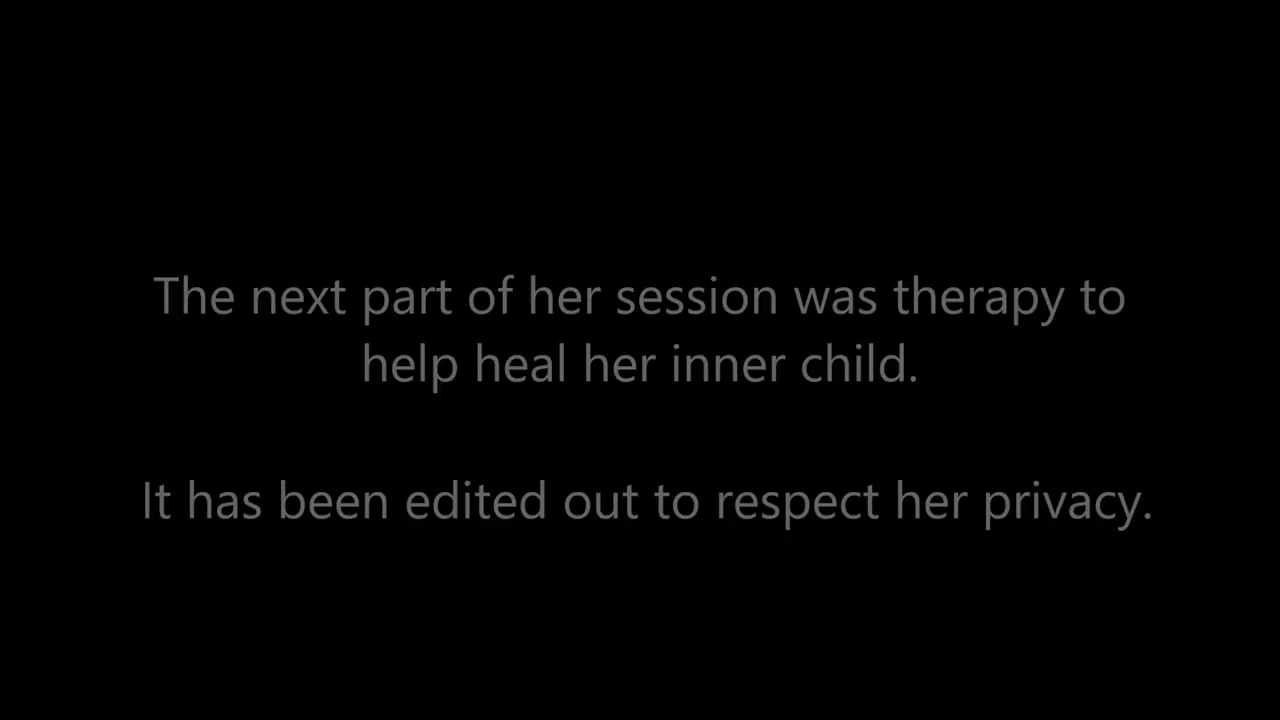 The next part of her session was therapy to
help heal her inner child.
It has been edited out to respect her privacy.